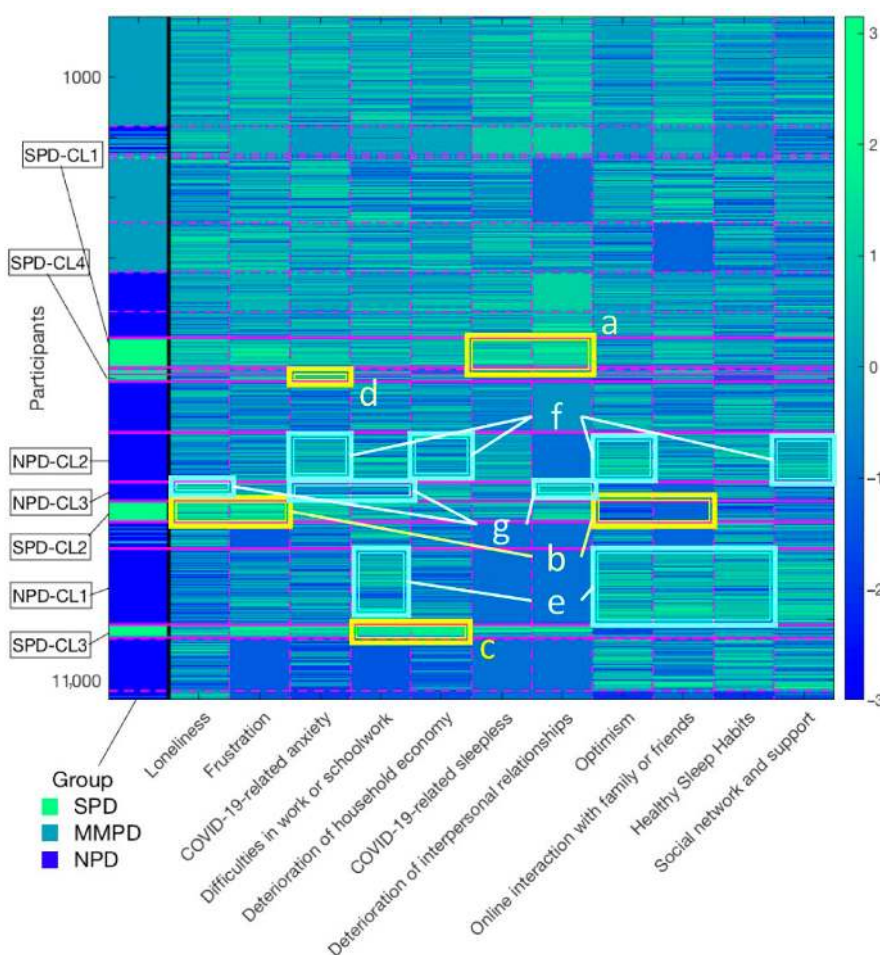 3
1000
2
SPD-CL1
1
SPD-CL4
a
0
Participants
d
f
-1
NPD-CL2
NPD-CL3
g
SPD-CL2
b
-2
NPD-CL1
e
SPD-CL3
c
11,000
-3
Loneliness
Frustration
COVID-19-related anxiety
Difficulties in work or schoolwork
Deterioration of household economy
COVID-19-related sleepless
Deterioration of interpersonal relationships
Optimism
Online interaction with family or friends
Healthy Sleep Habits
Social network and support
Group
SPD
MMPD
NPD